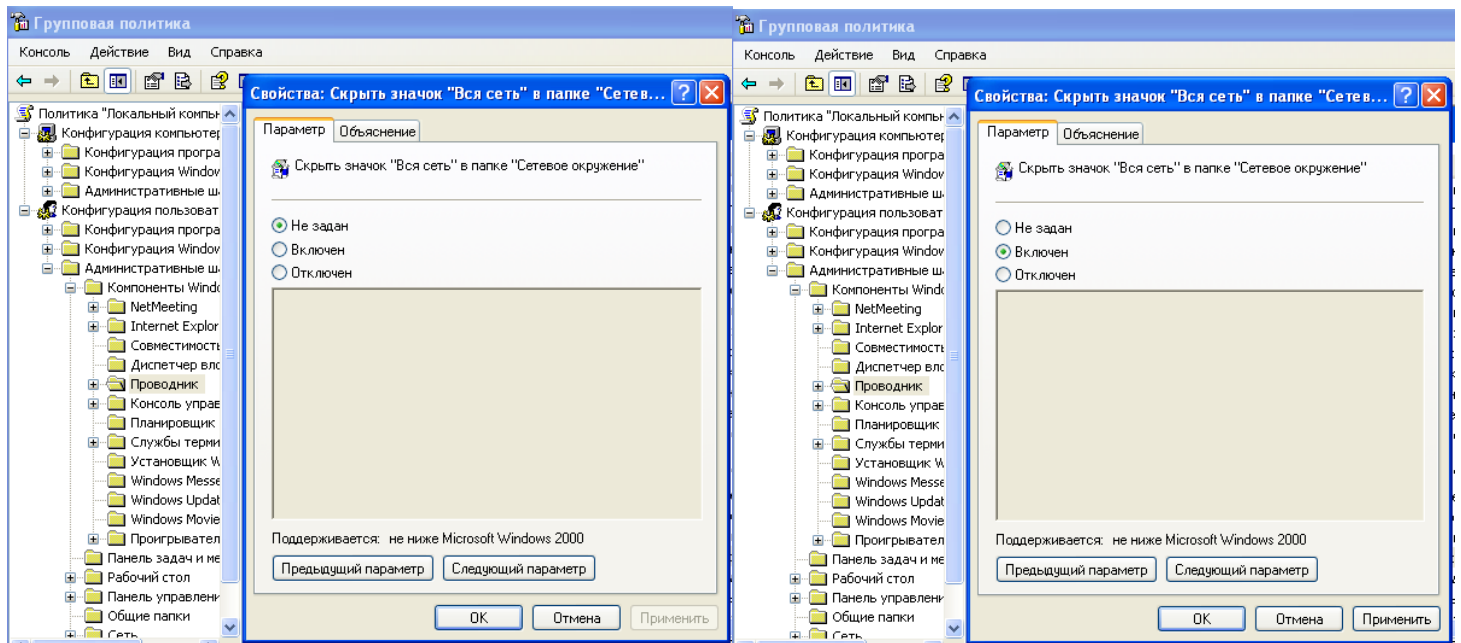 Групповая политика
Консоль Действие Вид Справка
Свойства: Скрыть значок "Вся сеть" в папке "Сетев...
Политика "Локальный компьн
Конфигурация компьютер
Конфигурация програ
Конфигурация Window
Административные ш
Конфигурация пользоват
Конфигурация програ
Конфигурация Window
Административные ш
Компоненты Windo
NetMeeting
Internet Explor
Совместимость
Диспетчер влс
Проводник
Консоль управ
Планировщик
Службы терми
Установщик W
Windows Messe
Windows Updat
Windows Movie
Проигрывател
Панель задач и ме
Рабочий стол
Панель управлени
Общие папки
Сеть
Параметр Объяснение
Скрыть значок "Вся сеть" в папке "Сетевое окружение"
Не задан
Включен
Отключен
Поддерживается: не ниже Microsoft Windows 2000
Предыдущий параметр Следующий параметр
ОК Отмена Применить
Групповая политика
Консоль Действие Вид Справка
Свойства: Скрыть значок "Вся сеть" в папке "Сетев...
Политика "Локальный компьн
Конфигурация компьютер
Конфигурация програ
Конфигурация Window
Административные ш
Конфигурация пользоват
Конфигурация програ
Конфигурация Window
Административные ш
Компоненты Windo
NetMeeting
Internet Explor
Совместимость
Диспетчер влс
Проводник
Консоль управ
Планировщик
Службы терми
Установщик W
Windows Messe
Windows Updat
Windows Movie
Проигрывател
Панель задач и ме
Рабочий стол
Панель управлени
Общие папки
Сеть
Параметр Объяснение
Скрыть значок "Вся сеть" в папке "Сетевое окружение"
Не задан
Включен
Отключен
Поддерживается: не ниже Microsoft Windows 2000
Предыдущий параметр Следующий параметр
ОК Отмена Применить